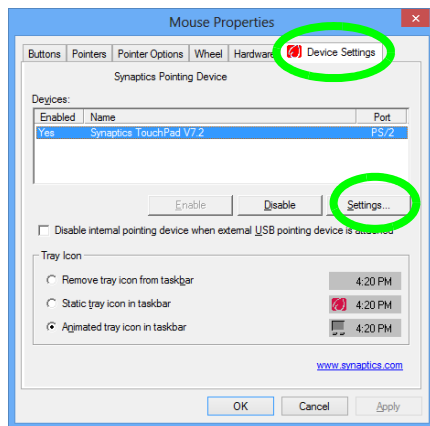 Mouse Properties
Buttons Pointers Pointer Options Wheel Hardware Device Settings
Synaptics Pointing Device
Devices:
Enabled Name Port
Yes Synaptics TouchPad V7.2 PS/2
Enable Disable Settings...
Disable internal pointing device when external USB pointing device is attached
Tray Icon
Remove tray icon from taskbar 4:20 PM
Static tray icon in taskbar 4:20 PM
Animated tray icon in taskbar 4:20 PM
www.synaptics.com
OK Cancel Apply